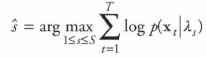 ŝ = arg max_{1≤s≤S} ∑_{t=1}^{T} log p(x_t|λ_s)